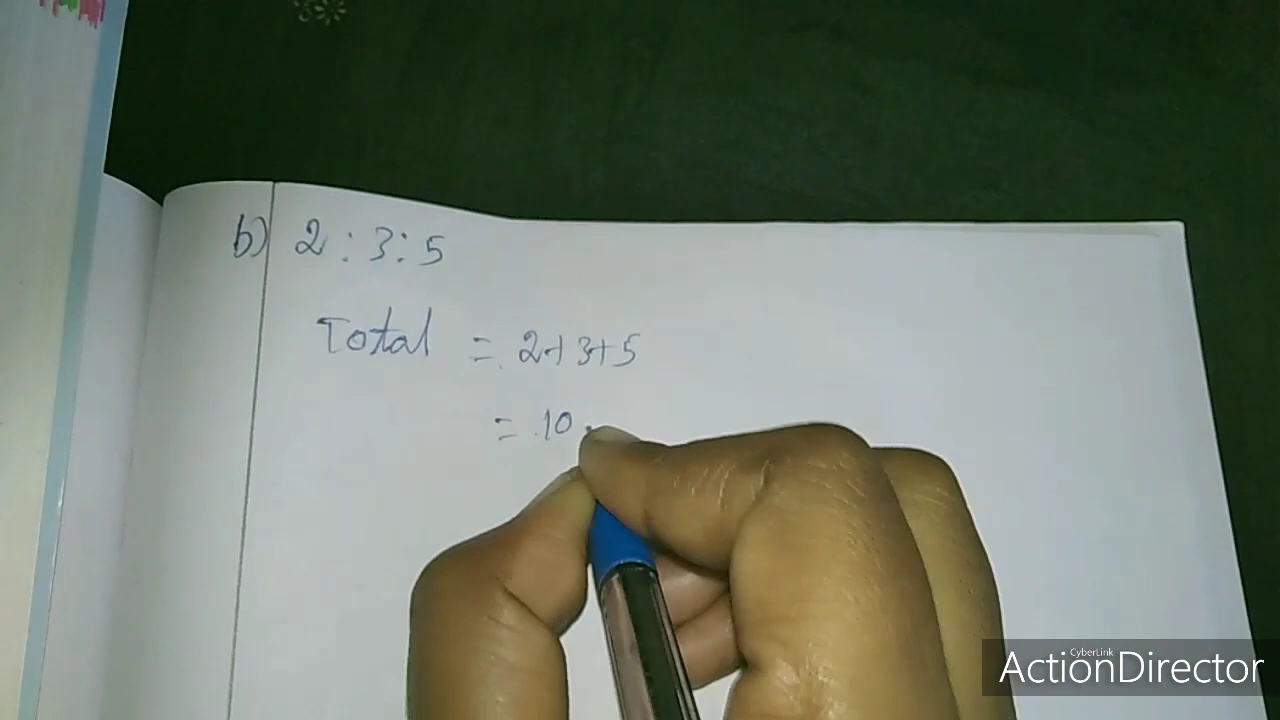 b) 2 : 3 : 5
Total = 2+3+5
= 10
CyberLink
ActionDirector